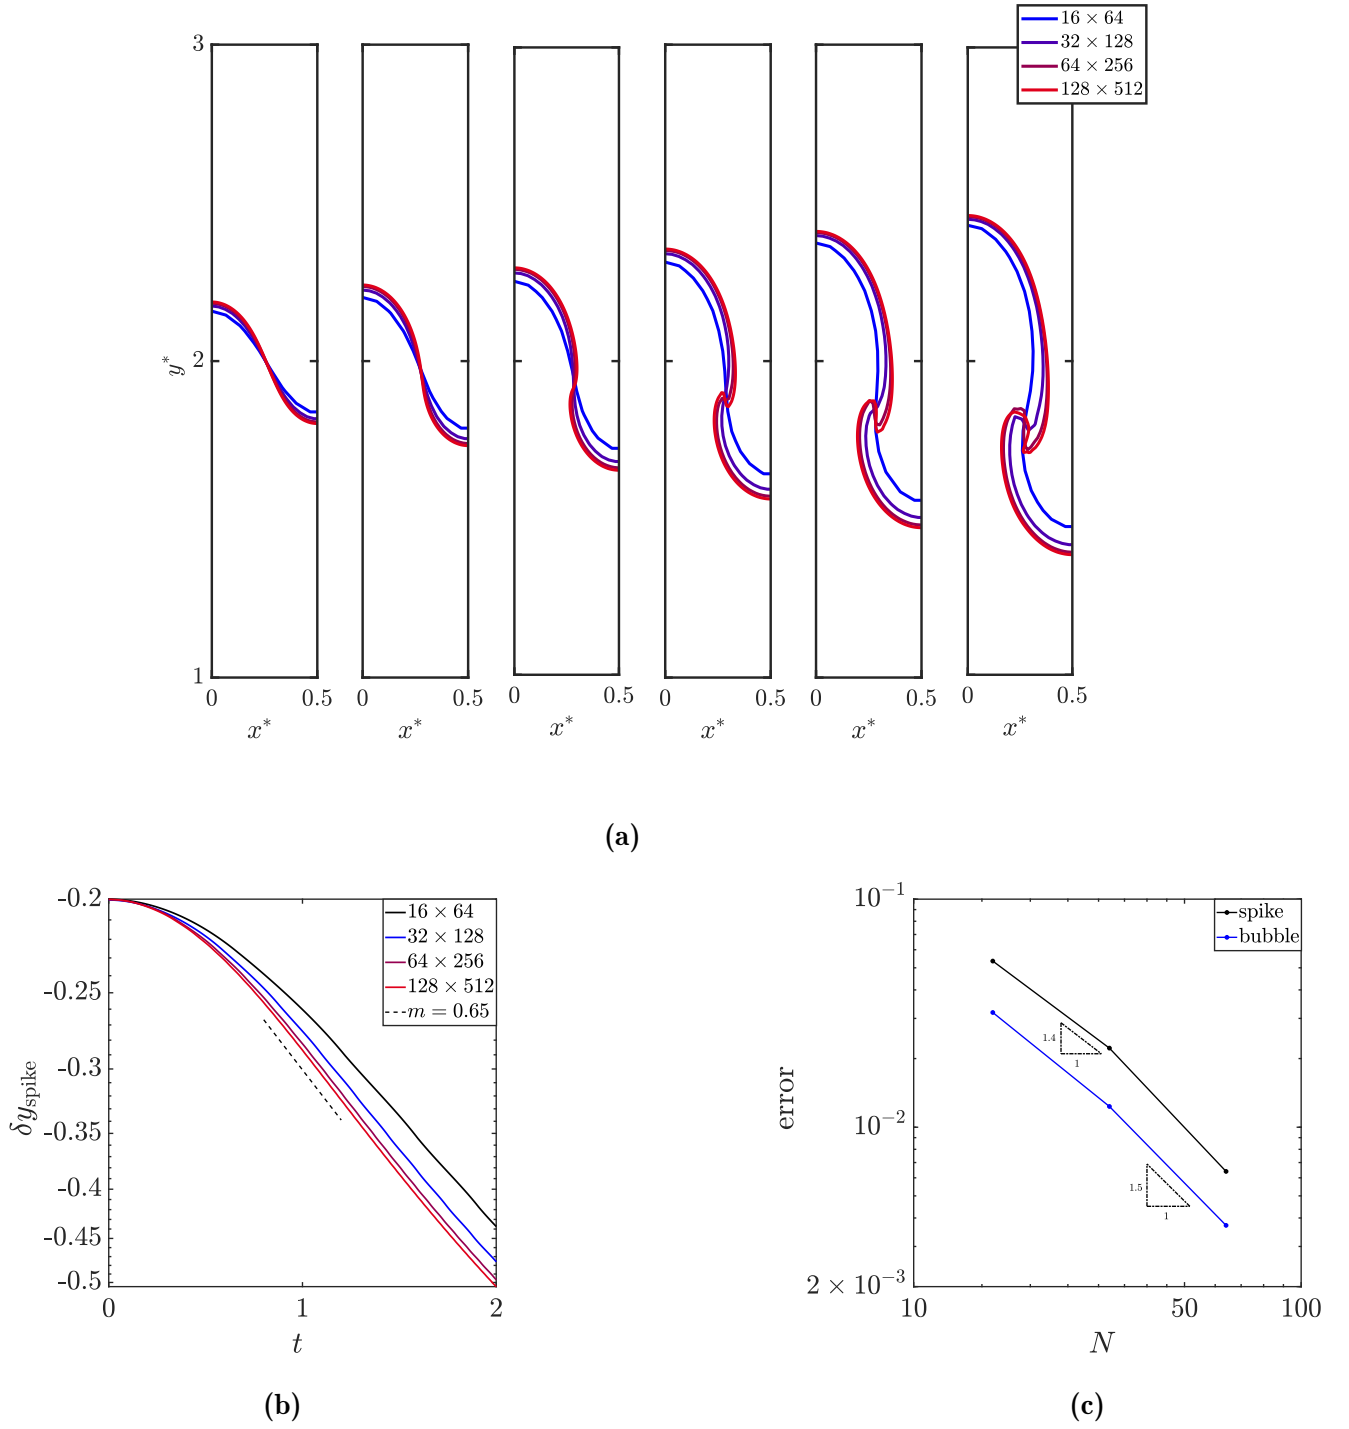 16 × 64
32 × 128
64 × 256
128 × 512
3
2
1
y*
0 0.5 0 0.5 0 0.5 0 0.5 0 0.5 0 0.5
x* x* x* x* x* x*
(a)
-0.2
-0.25
-0.3
-0.35
-0.4
-0.45
-0.5
δy_spike
16 × 64
32 × 128
64 × 256
128 × 512
m = 0.65
0 1 2
t
(b)
10⁻¹
10⁻²
2 × 10⁻³
error
spike
bubble
1.4
1
1.5
1
10 50 100
N
(c)